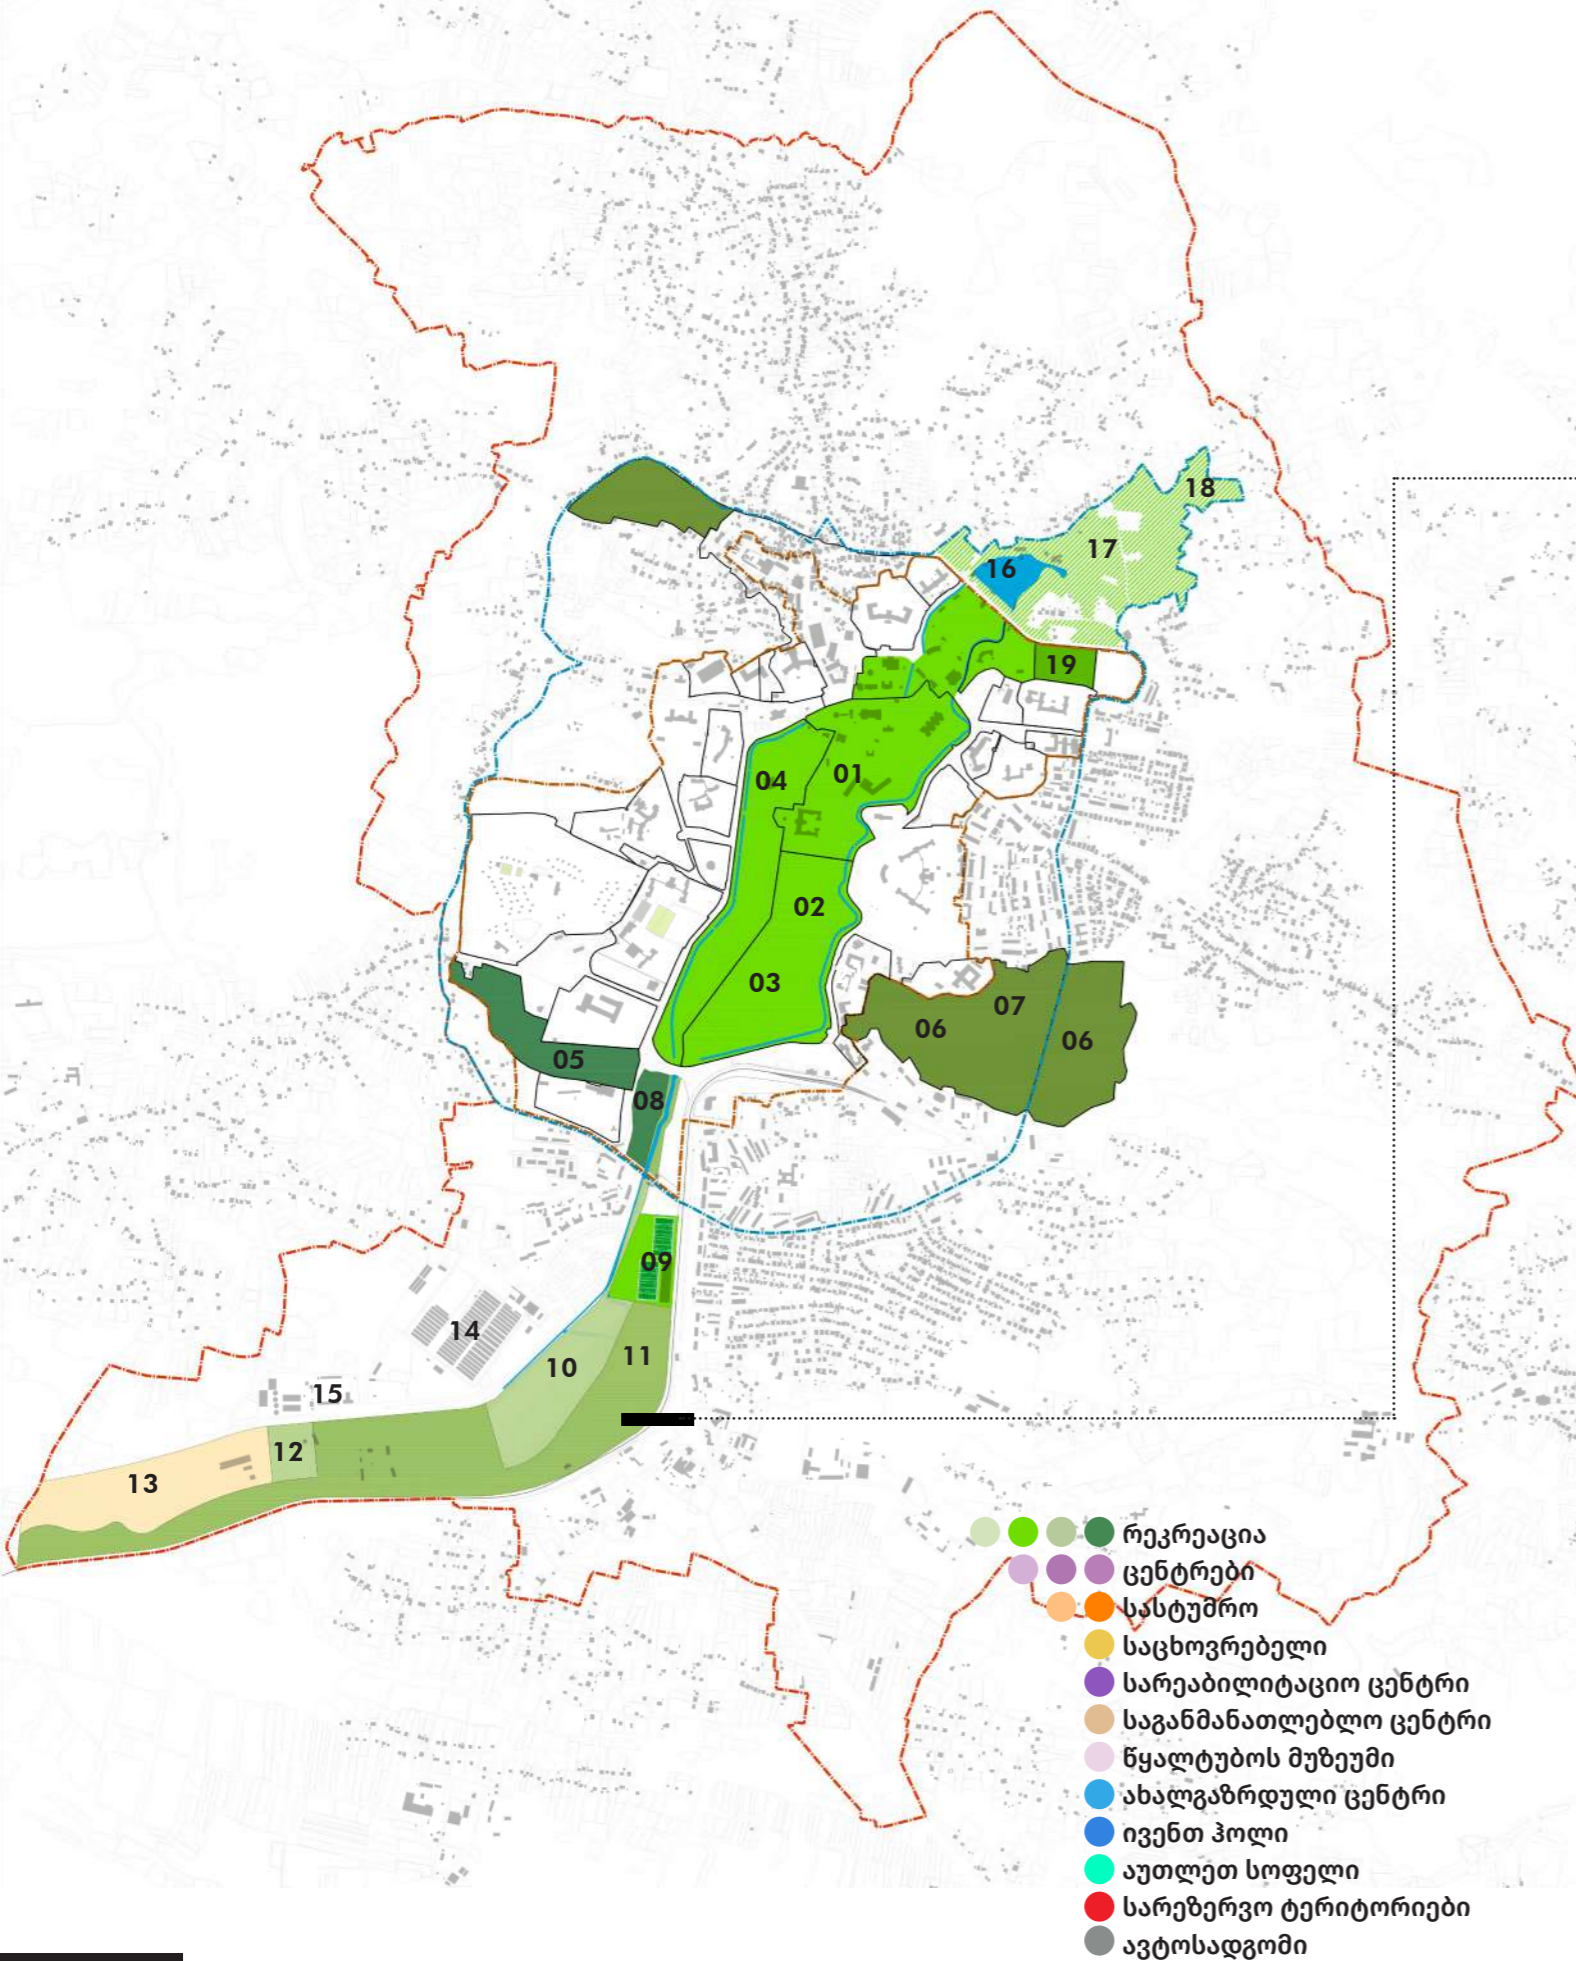 18
17
16
19
04
01
02
03
07
06
06
05
08
09
14
11
10
15
12
13
რეკრეაცია
ცენტრები
სასტუმრო
საცხოვრებელი
სარეაბილიტაციო ცენტრი
საგანმანათლებლო ცენტრი
წყალტუბოს მუზეუმი
ახალგაზრდული ცენტრი
ივენთ ჰოლი
აუთლეთ სოფელი
სარეზერვო ტერიტორიები
ავტოსადგომი